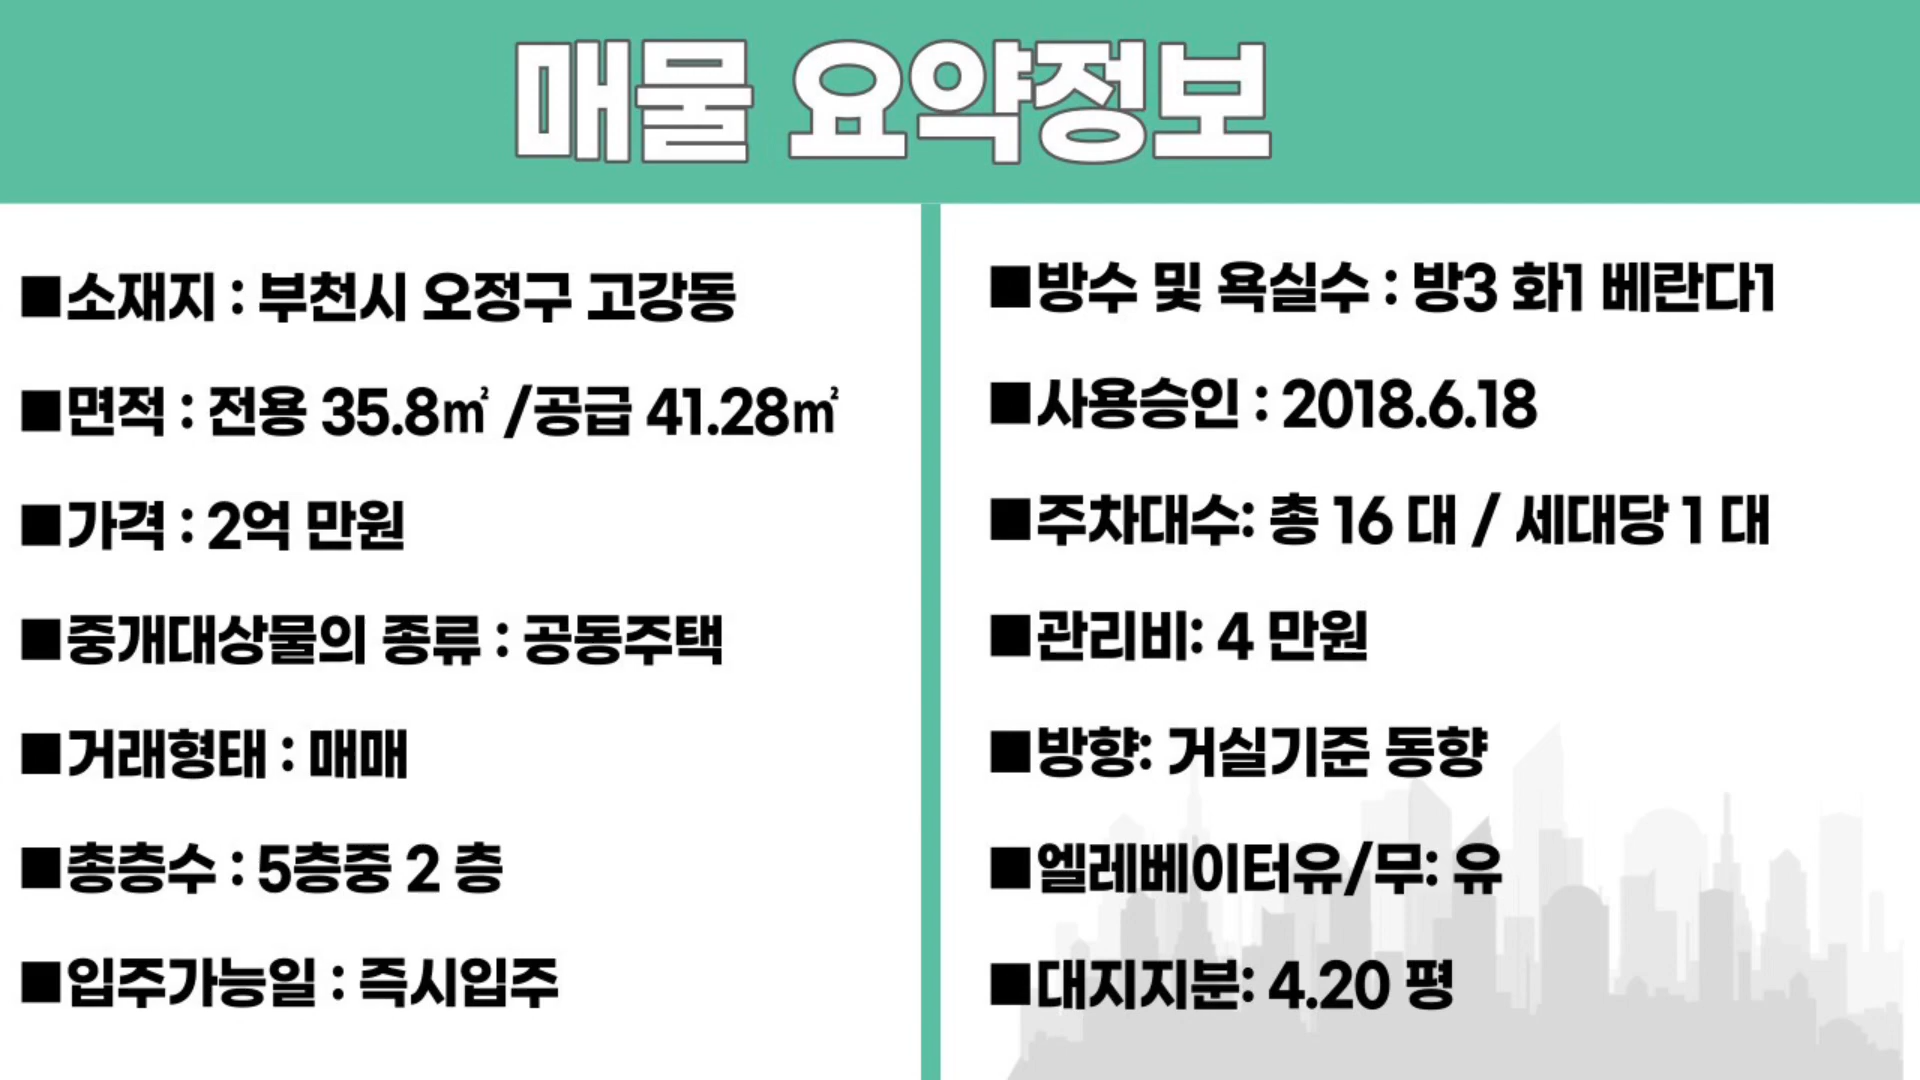 매물 요약정보
■소재지 : 부천시 오정구 고강동
■면적 : 전용 35.8㎡ /공급 41.28㎡
■가격 : 2억 만원
■중개대상물의 종류 : 공동주택
■거래형태 : 매매
■총층수 : 5층중 2 층
■입주가능일 : 즉시입주
■방수 및 욕실수 : 방3 화1 베란다1
■사용승인 : 2018.6.18
■주차대수: 총 16 대 / 세대당 1 대
■관리비: 4 만원
■방향: 거실기준 동향
■엘레베이터유/무: 유
■대지지분: 4.20 평